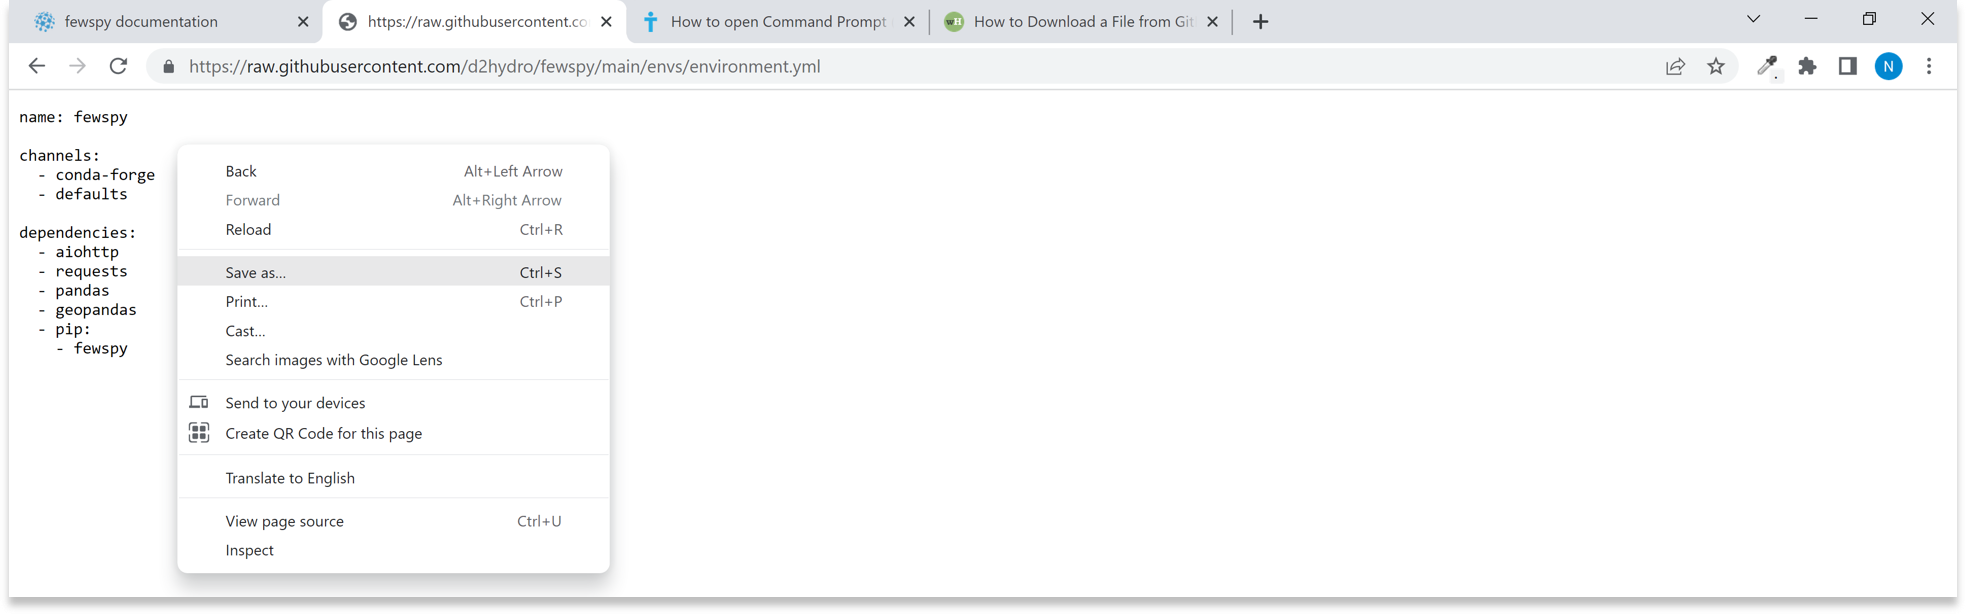 fewspy documentation
https://raw.githubusercontent.co
How to open Command Prompt
How to Download a File from Git
https://raw.githubusercontent.com/d2hydro/fewspy/main/envs/environment.yml
N
name: fewspy
channels:
- conda-forge
- defaults
dependencies:
- aiohttp
- requests
- pandas
- geopandas
- pip:
- fewspy
Back Alt+Left Arrow
Forward Alt+Right Arrow
Reload Ctrl+R
Save as... Ctrl+S
Print... Ctrl+P
Cast...
Search images with Google Lens
Send to your devices
Create QR Code for this page
Translate to English
View page source Ctrl+U
Inspect